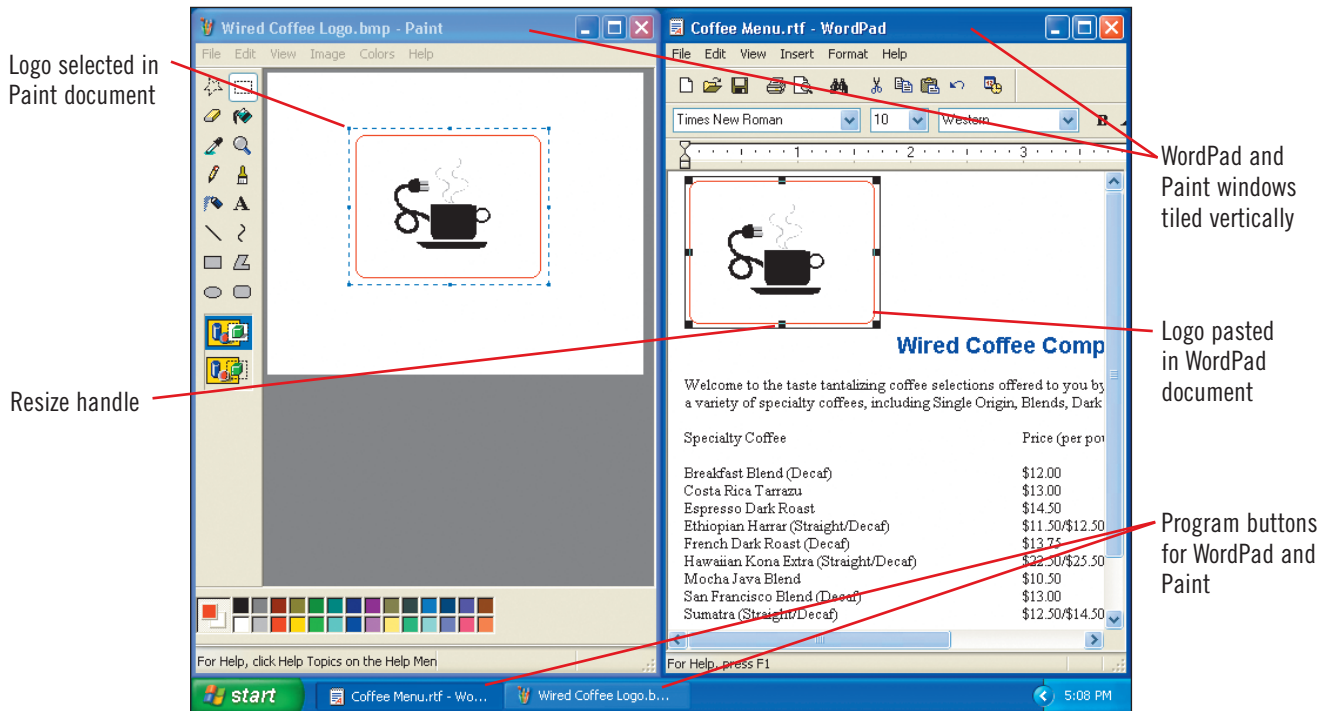 Logo selected in
Paint document
Resize handle
Wired Coffee Logo.bmp - Paint
File Edit View Image Colors Help
A
For Help, click Help Topics on the Help Men
Coffee Menu.rtf - WordPad
File Edit View Insert Format Help
Times New Roman 10 Western B
1 2 3
Wired Coffee Comp
Welcome to the taste tantalizing coffee selections offered to you by
a variety of specialty coffees, including Single Origin, Blends, Dark
Specialty Coffee Price (per pou
Breakfast Blend (Decaf) $12.00
Costa Rica Tarrazu $13.00
Espresso Dark Roast $14.50
Ethiopian Harrar (Straight/Decaf) $11.50/$12.50
French Dark Roast (Decaf) $13.75
Hawaiian Kona Extra (Straight/Decaf) $22.50/$25.50
Mocha Java Blend $10.50
San Francisco Blend (Decaf) $13.00
Sumatra (Straight/Decaf) $12.50/$14.50
For Help, press F1
start Coffee Menu.rtf - Wo... Wired Coffee Logo.b... 5:08 PM
WordPad and
Paint windows
tiled vertically
Logo pasted
in WordPad
document
Program buttons
for WordPad and
Paint